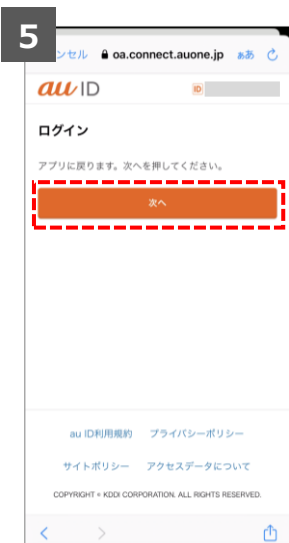 5
ンセル oa.connect.auone.jp ぁあ
au ID ID
ログイン
アプリに戻ります。次へを押してください。
次へ
au ID利用規約 プライバシーポリシー
サイトポリシー アクセスデータについて
COPYRIGHT © KDDI CORPORATION. ALL RIGHTS RESERVED.